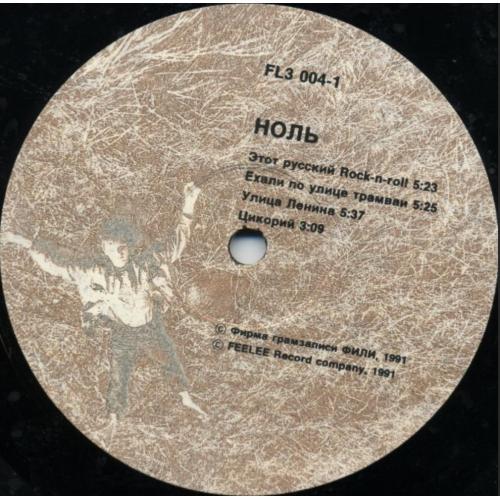 FL3 004-1
НОЛЬ
Этот русский Rock-n-roll 5:23
Ехали по улице трамваи 5:25
Улица Ленина 5:37
Цикорий 3:09
© Фирма грамзаписи ФИЛИ, 1991
© FEELEE Record company, 1991